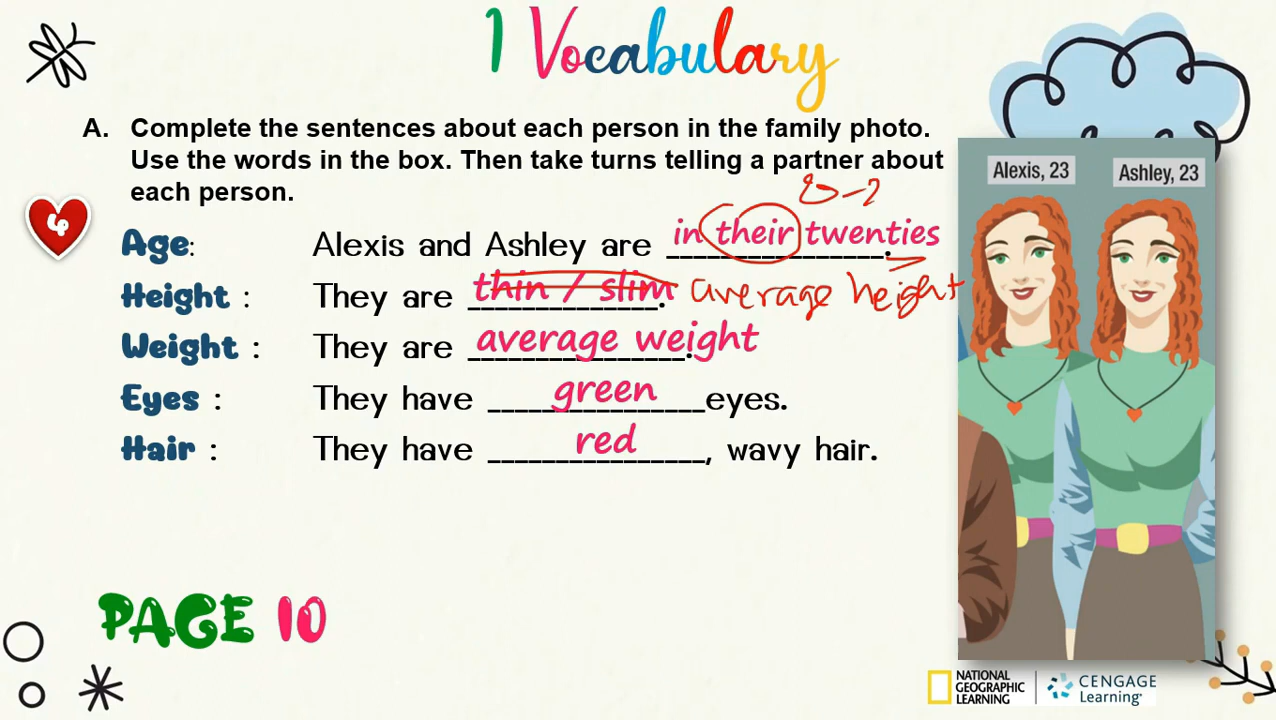 1 Vocabulary
A. Complete the sentences about each person in the family photo.
Use the words in the box. Then take turns telling a partner about
each person.
4
Age: Alexis and Ashley are in their twenties.
Height : They are thin / slim. average height
Weight : They are average weight.
Eyes : They have green eyes.
Hair : They have red, wavy hair.
PAGE 10
Alexis, 23
Ashley, 23
NATIONAL
GEOGRAPHIC
LEARNING
CENGAGE
Learning